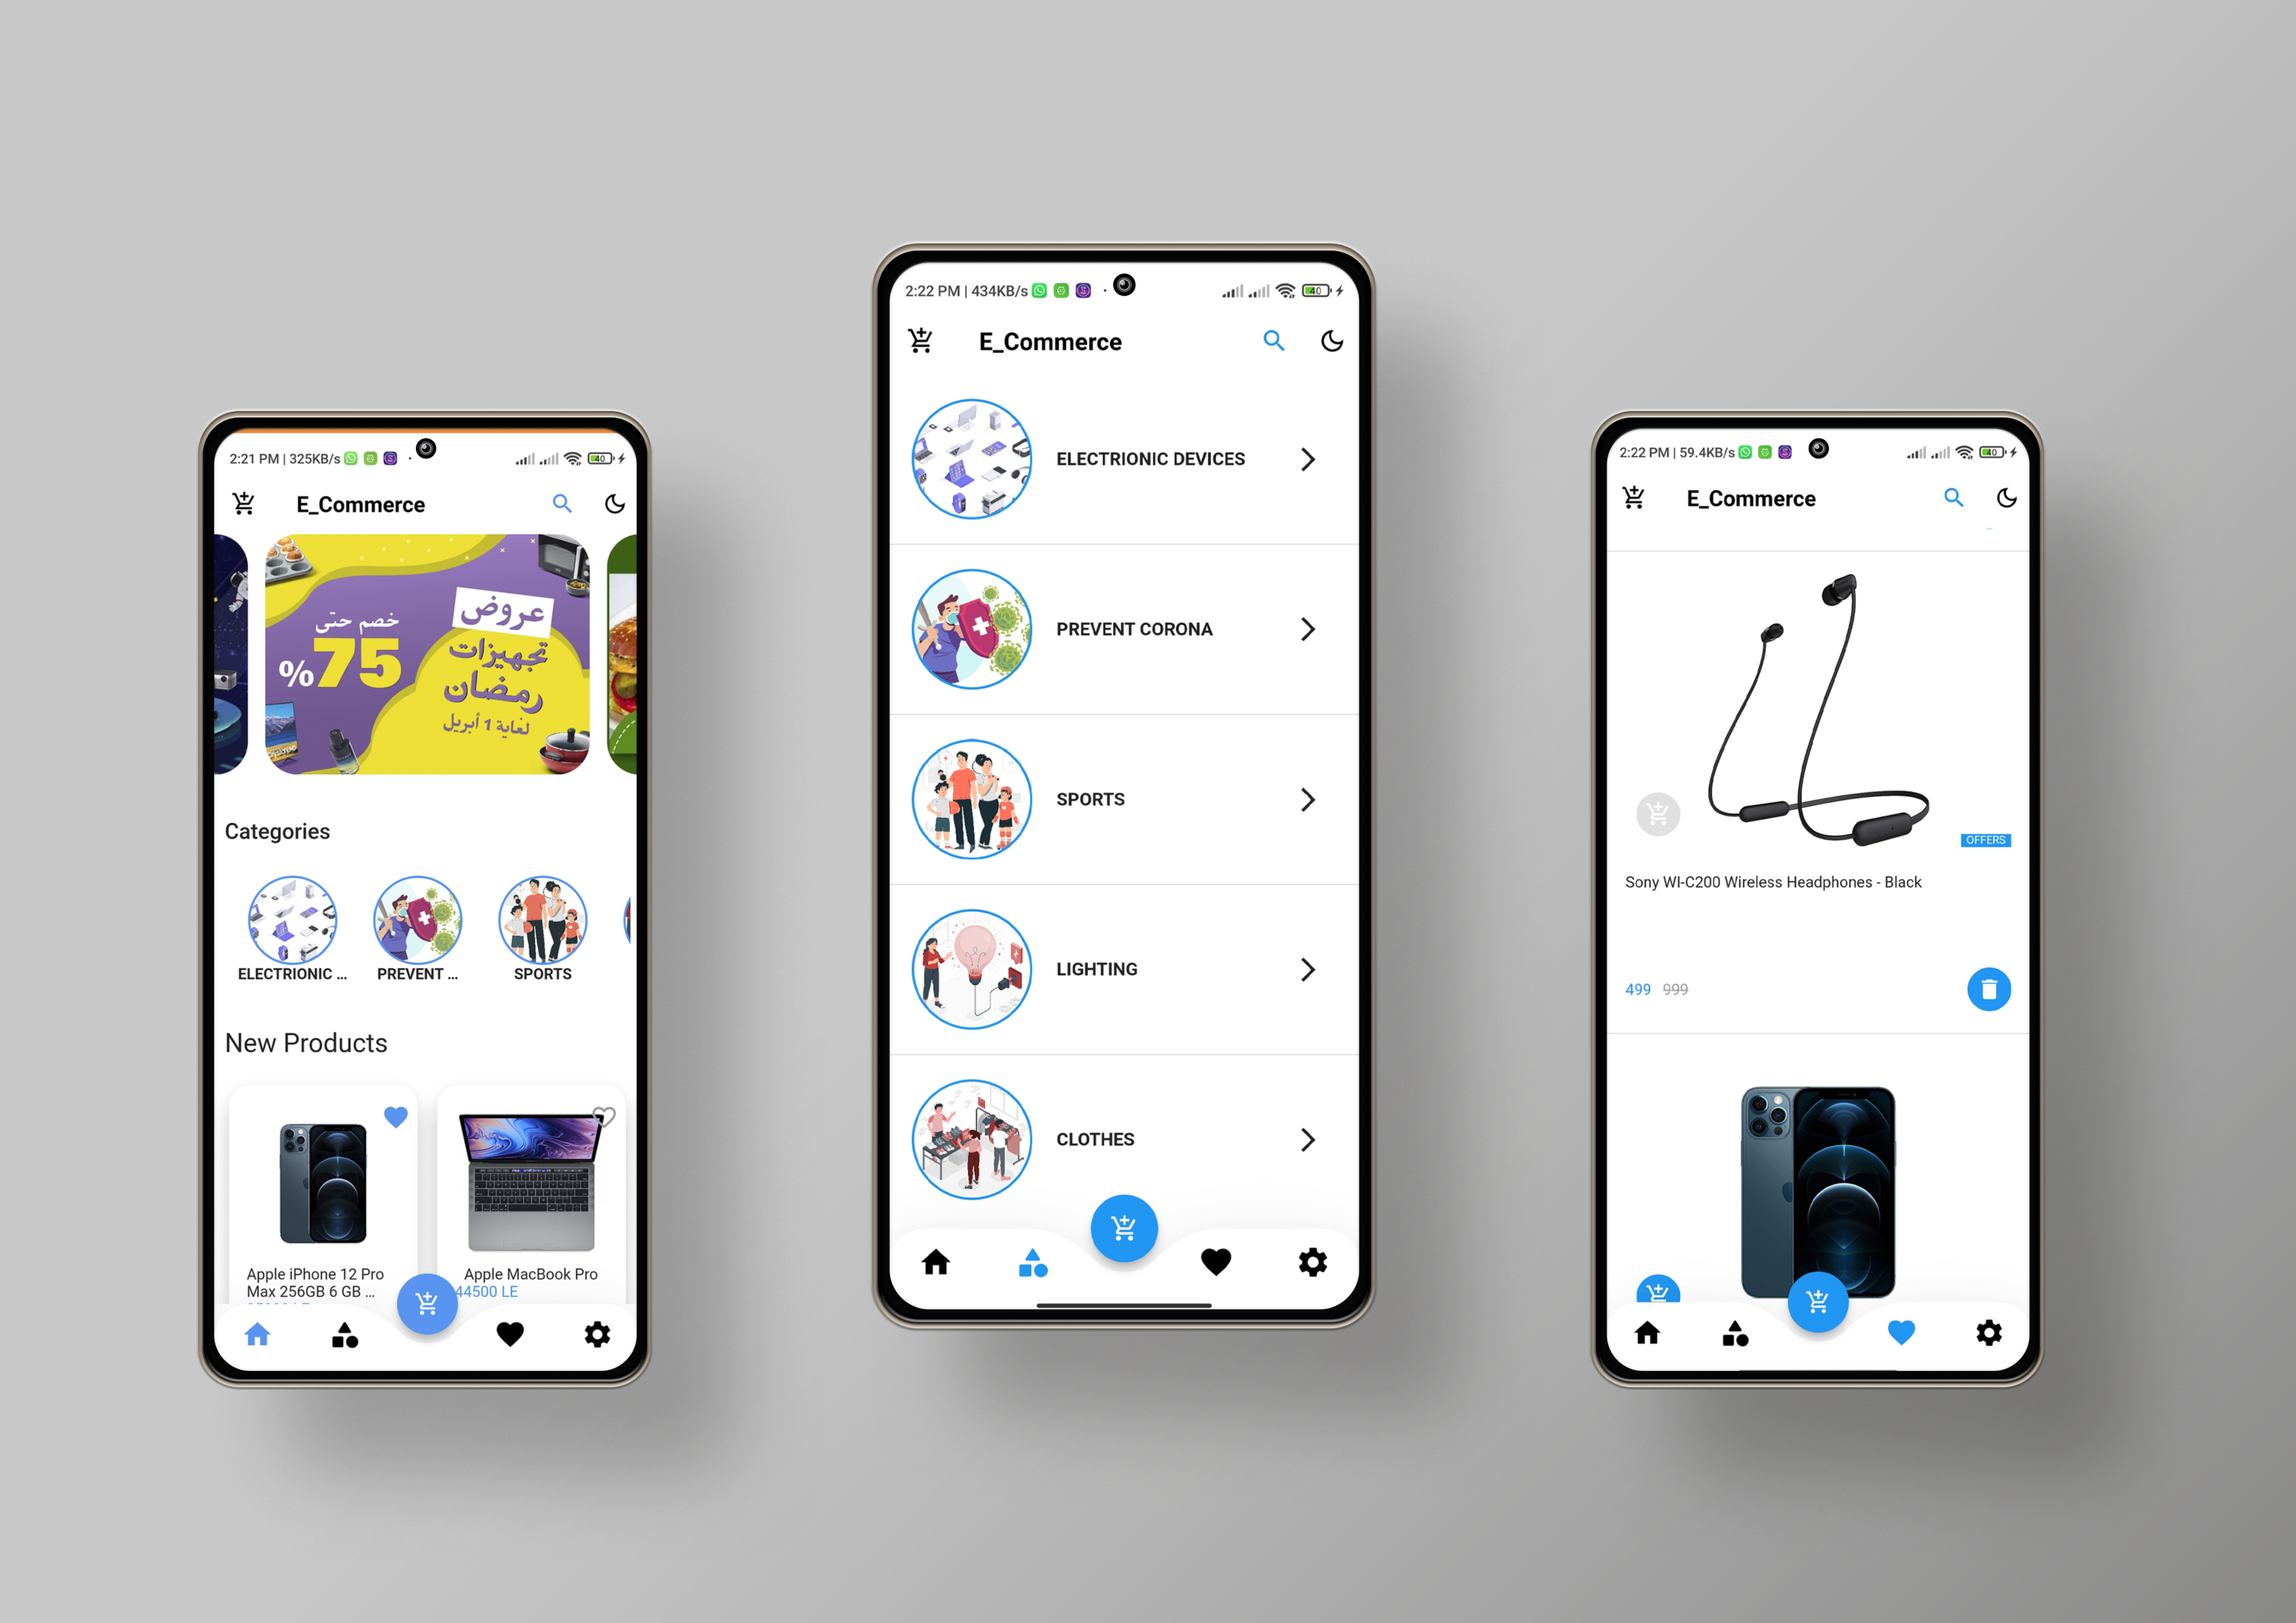 2:21 PM | 325KB/s
40
E_Commerce
عروض
تجهيزات
رمضان
لغاية 1 أبريل
خصم حتى
%75
Categories
ELECTRIONIC ...
PREVENT ...
SPORTS
New Products
Apple iPhone 12 Pro
Max 256GB 6 GB ...
Apple MacBook Pro
44500 LE
2:22 PM | 434KB/s
40
E_Commerce
ELECTRIONIC DEVICES
PREVENT CORONA
SPORTS
LIGHTING
CLOTHES
2:22 PM | 59.4KB/s
40
E_Commerce
OFFERS
Sony WI-C200 Wireless Headphones - Black
499 999